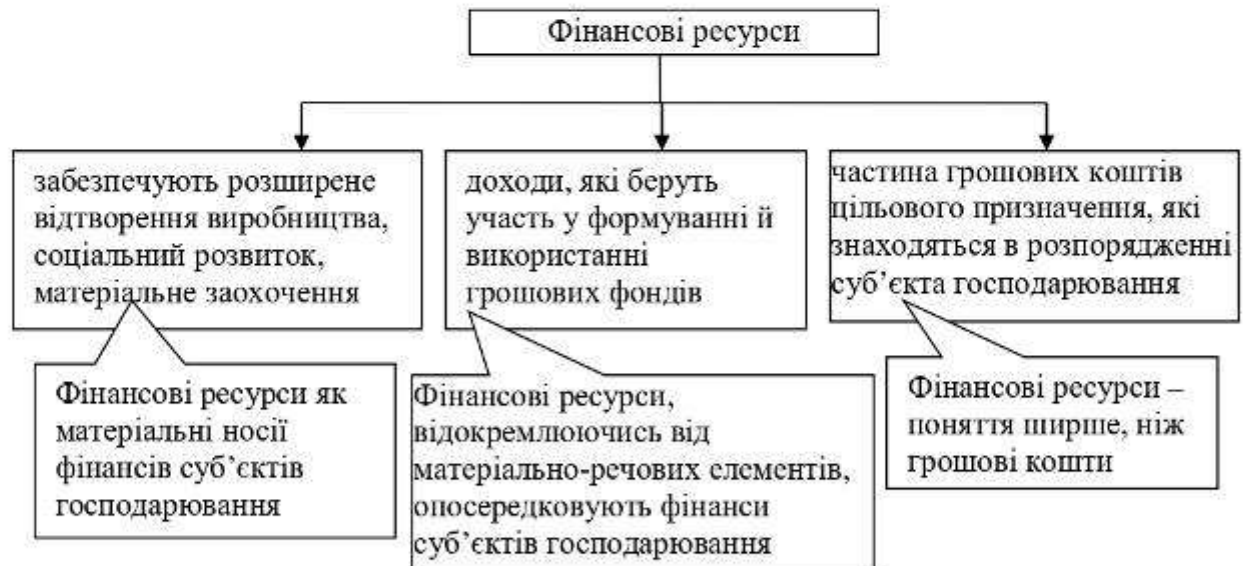 Фінансові ресурси
забезпечують розширене
відтворення виробництва,
соціальний розвиток,
матеріальне заохочення
доходи, які беруть
участь у формуванні й
використанні
грошових фондів
частина грошових коштів
цільового призначення, які
знаходяться в розпорядженні
суб’єкта господарювання
Фінансові ресурси як
матеріальні носії
фінансів суб’єктів
господарювання
Фінансові ресурси,
відокремлюючись від
матеріально-речових елементів,
опосередковують фінанси
суб’єктів господарювання
Фінансові ресурси –
поняття ширше, ніж
грошові кошти